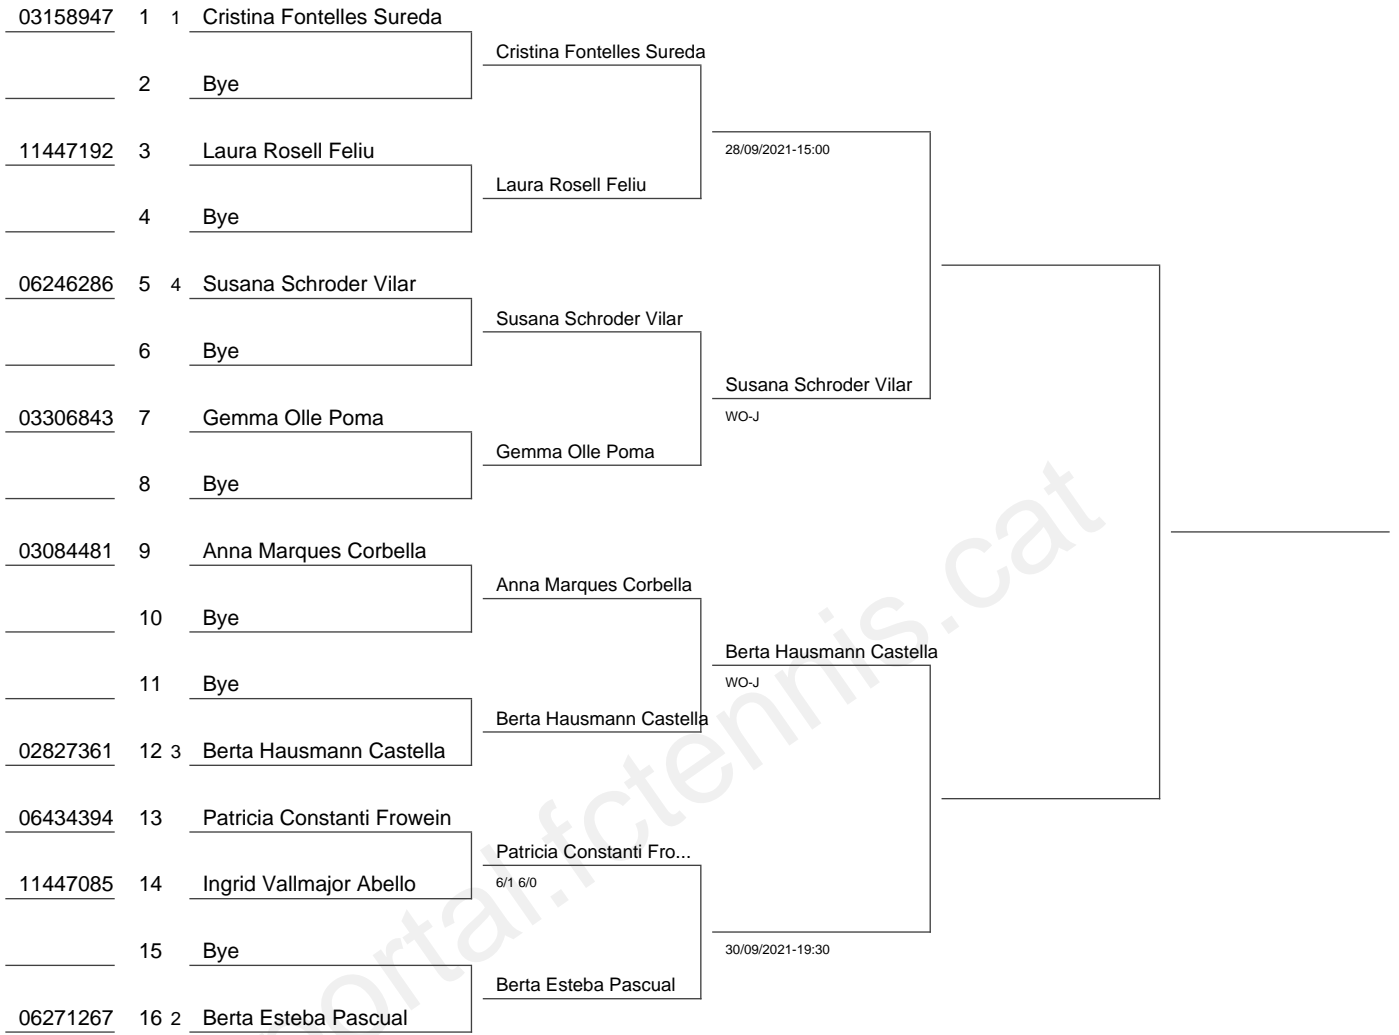 03158947 1 1 Cristina Fontelles Sureda
Cristina Fontelles Sureda
2 Bye
11447192 3 Laura Rosell Feliu
28/09/2021-15:00
Laura Rosell Feliu
4 Bye
06246286 5 4 Susana Schroder Vilar
Susana Schroder Vilar
6 Bye
Susana Schroder Vilar
03306843 7 Gemma Olle Poma
WO-J
Gemma Olle Poma
8 Bye
03084481 9 Anna Marques Corbella
Anna Marques Corbella
10 Bye
Berta Hausmann Castella
11 Bye
WO-J
Berta Hausmann Castella
02827361 12 3 Berta Hausmann Castella
06434394 13 Patricia Constanti Frowein
Patricia Constanti Fro...
11447085 14 Ingrid Vallmajor Abello
6/1 6/0
15 Bye
30/09/2021-19:30
Berta Esteba Pascual
06271267 16 2 Berta Esteba Pascual
portal.fctennis.cat